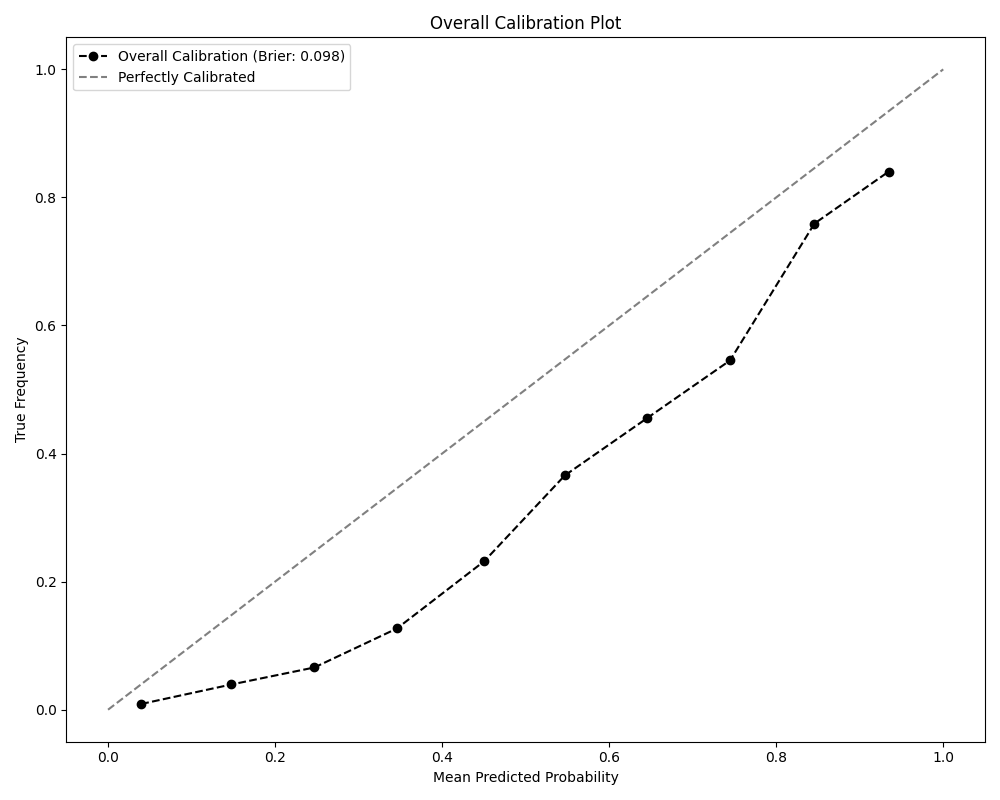 Overall Calibration Plot
Overall Calibration (Brier: 0.098)
Perfectly Calibrated
1.0
0.8
0.6
0.4
0.2
0.0
True Frequency
0.0 0.2 0.4 0.6 0.8 1.0
Mean Predicted Probability